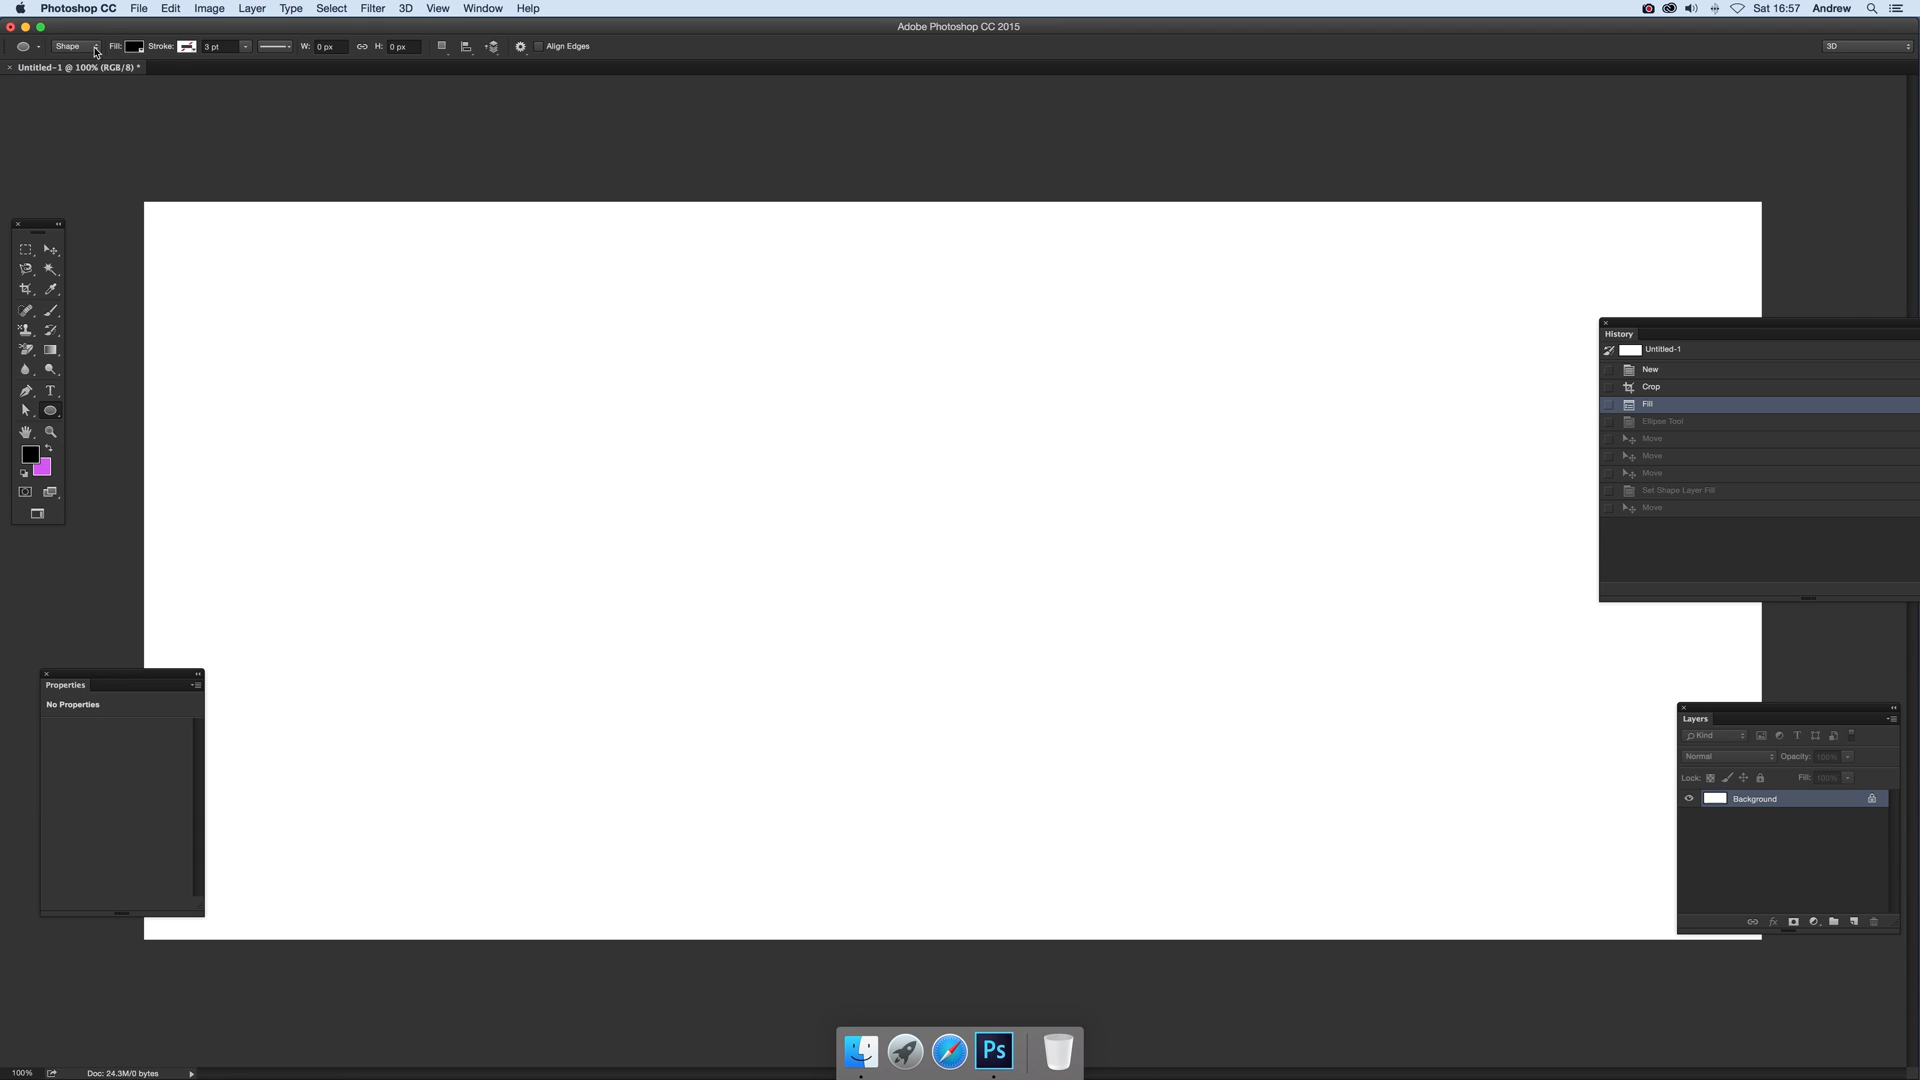 Photoshop CC File Edit Image Layer Type Select Filter 3D View Window Help Sat 16:57 Andrew
Adobe Photoshop CC 2015
Shape Fill: Stroke: 3 pt W: 0 px H: 0 px Align Edges 3D
Untitled-1 @ 100% (RGB/8) *
History
Untitled-1
New
Crop
Fill
Ellipse Tool
Move
Move
Move
Set Shape Layer Fill
Move
Properties
No Properties
Layers
Kind
Normal Opacity: 100%
Lock: Fill: 100%
Background
Ps
100% Doc: 24.3M/0 bytes